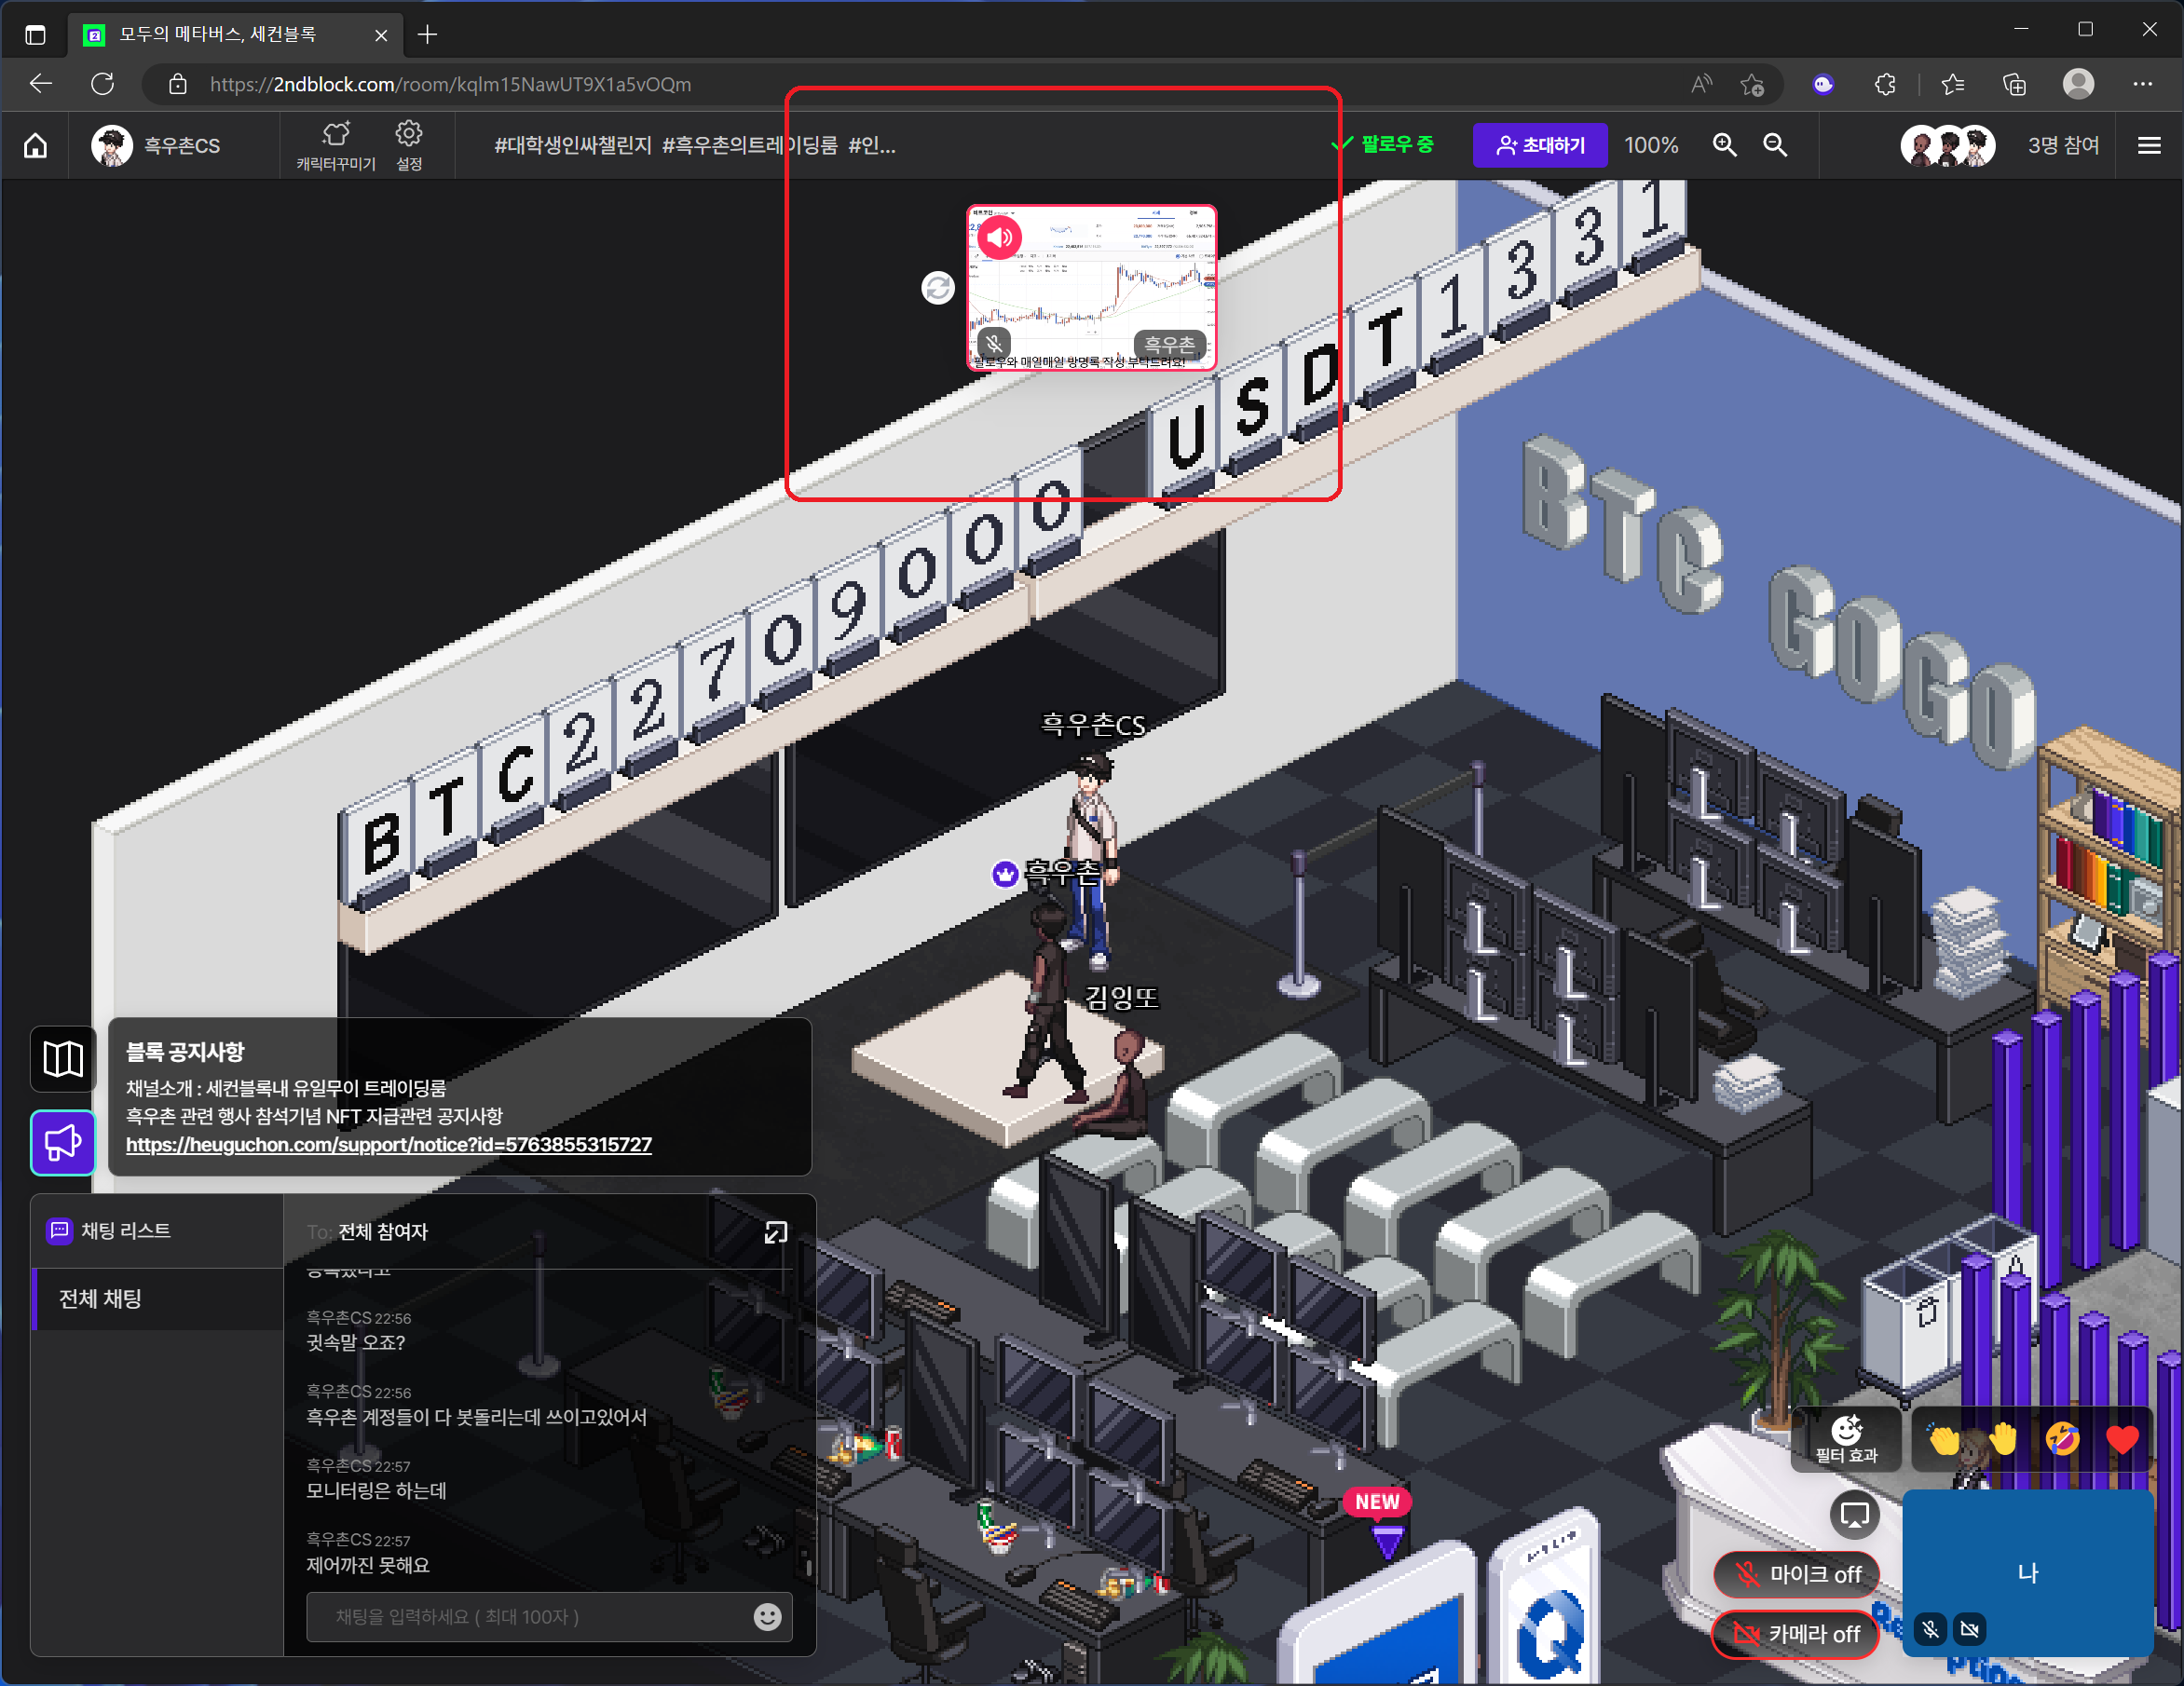 모두의 메타버스, 세컨블록
https://2ndblock.com/room/kqlm15NawUT9X1a5vOQm
흑우촌CS
캐릭터꾸미기
설정
#대학생인싸챌린지 #흑우촌의트레이딩룸 #인...
팔로우 중
초대하기
100%
3명 참여
흑우촌
팔로우와 매일매일 방명록 작성 부탁드려요!
BTC22709000 USDT1331
BTC GOGO
흑우촌CS
흑우촌
김잉또
블록 공지사항
채널소개 : 세컨블록내 유일무이 트레이딩룸
흑우촌 관련 행사 참석기념 NFT 지급관련 공지사항
https://heuguchon.com/support/notice?id=5763855315727
채팅 리스트
To: 전체 참여자
전체 채팅
흑우촌CS 22:56
귓속말 오죠?
흑우촌CS 22:56
흑우촌 계정들이 다 봇돌리는데 쓰이고있어서
흑우촌CS 22:57
모니터링은 하는데
흑우촌CS 22:57
제어까진 못해요
채팅을 입력하세요 ( 최대 100자 )
NEW
Q
필터 효과
마이크 off
카메라 off
나